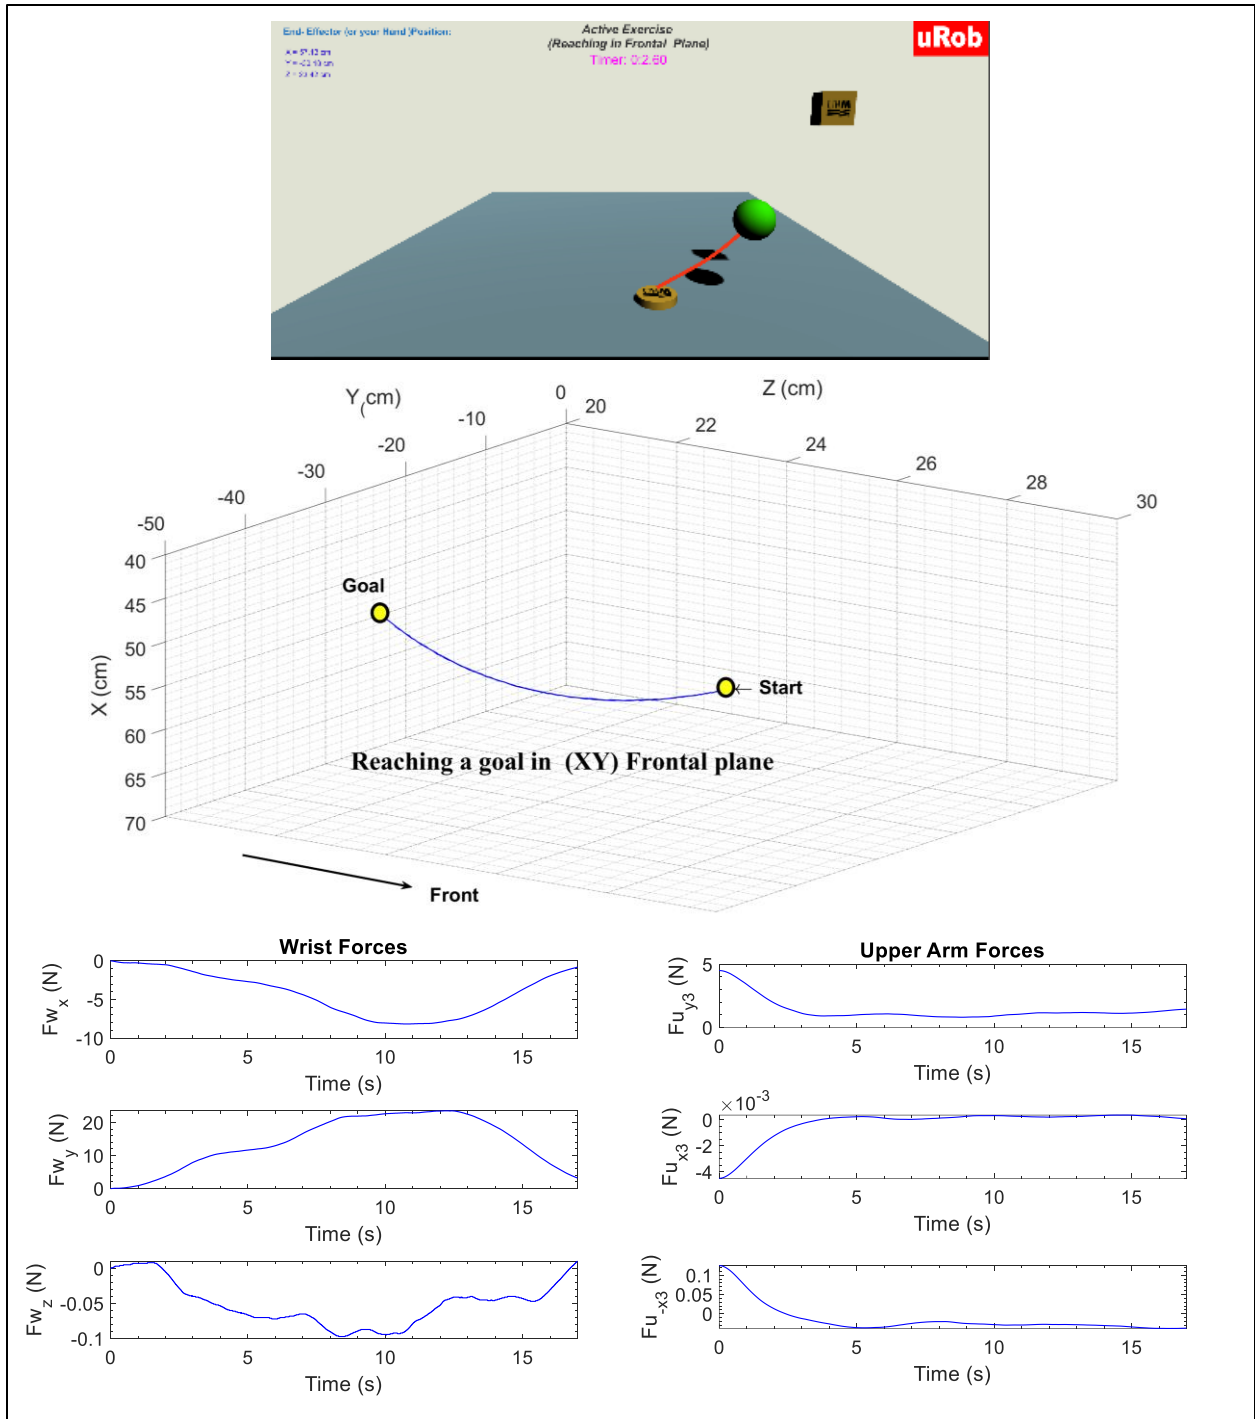 End- Effector (or your Hand )Position:
Active Exercise
(Reaching in Frontal Plane)
Timer: 0:2.60
uRob
Y (cm)
Z (cm)
0
20
-10
22
-20
24
-30
26
-40
28
-50
30
40
45
50
55
60
65
70
X (cm)
Goal
Start
Reaching a goal in (XY) Frontal plane
Front
Wrist Forces
Fw_x (N)
0
-5
-10
0 5 10 15
Time (s)
Fw_y (N)
20
10
0
0 5 10 15
Time (s)
Fw_z (N)
0
-0.05
-0.1
0 5 10 15
Time (s)
Upper Arm Forces
Fu_y3 (N)
5
0
0 5 10 15
Time (s)
×10^-3
Fu_x3 (N)
0
-2
-4
0 5 10 15
Time (s)
Fu_-x3 (N)
0.1
0.05
0
0 5 10 15
Time (s)